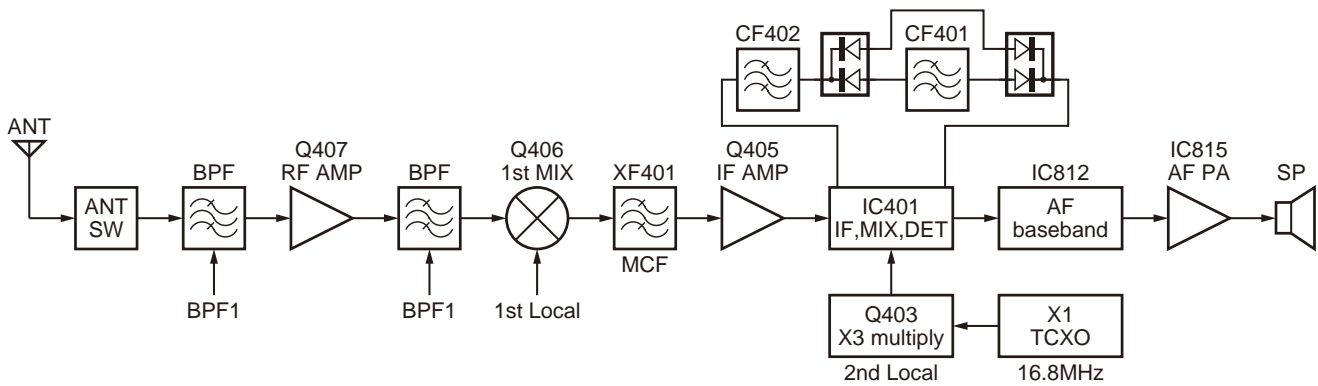 CF402
CF401
ANT
ANT
SW
BPF
BPF1
Q407
RF AMP
BPF
BPF1
Q406
1st MIX
1st Local
XF401
MCF
Q405
IF AMP
IC401
IF,MIX,DET
IC812
AF
baseband
IC815
AF PA
SP
Q403
X3 multiply
2nd Local
X1
TCXO
16.8MHz